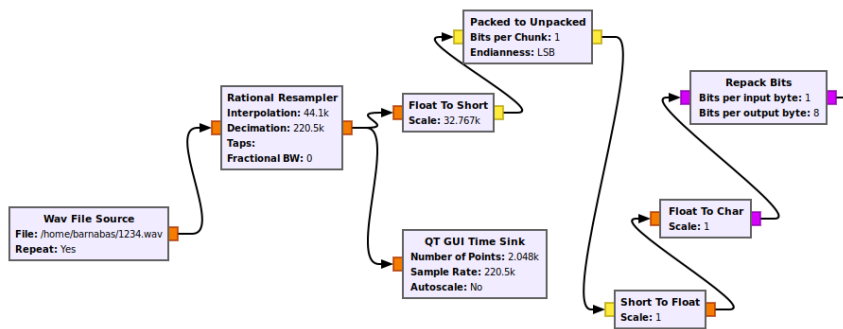 Packed to Unpacked
Bits per Chunk: 1
Endianness: LSB
Rational Resampler
Interpolation: 44.1k
Decimation: 220.5k
Taps:
Fractional BW: 0
Float To Short
Scale: 32.767k
Repack Bits
Bits per input byte: 1
Bits per output byte: 8
Wav File Source
File: /home/barnabas/1234.wav
Repeat: Yes
QT GUI Time Sink
Number of Points: 2.048k
Sample Rate: 220.5k
Autoscale: No
Float To Char
Scale: 1
Short To Float
Scale: 1